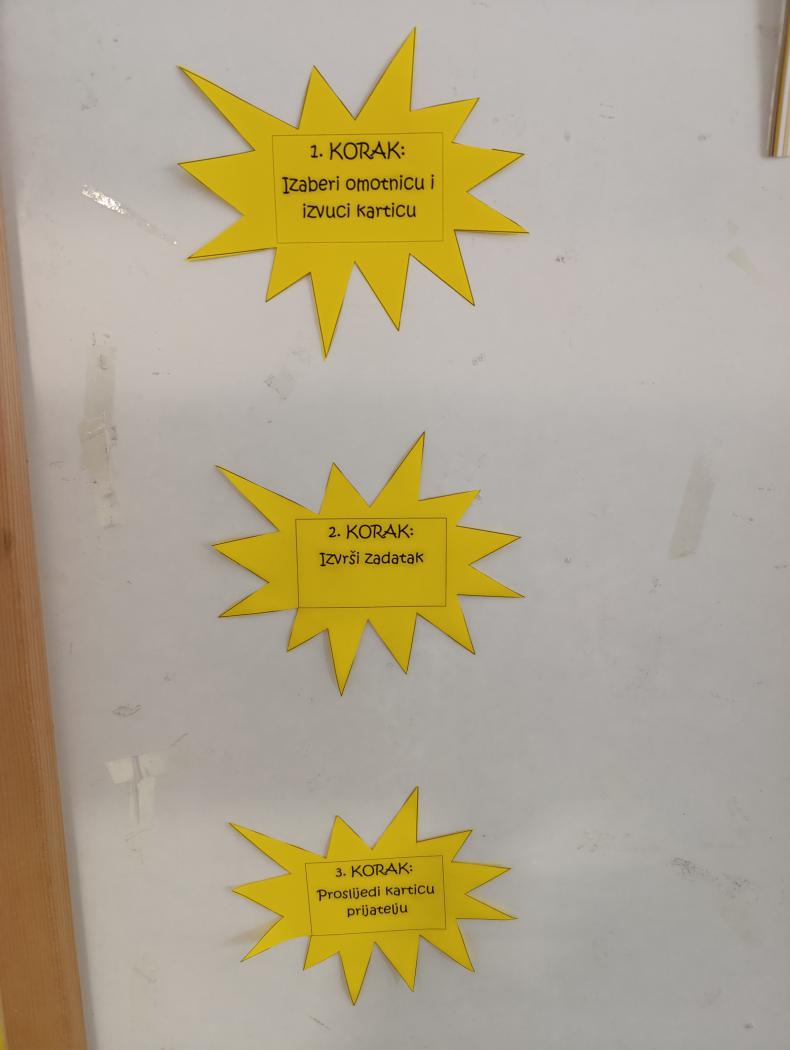 1. KORAK:
Izaberi omotnicu i
izvuci karticu
2. KORAK:
Izvrši zadatak
3. KORAK:
Proslijedi karticu
prijatelju